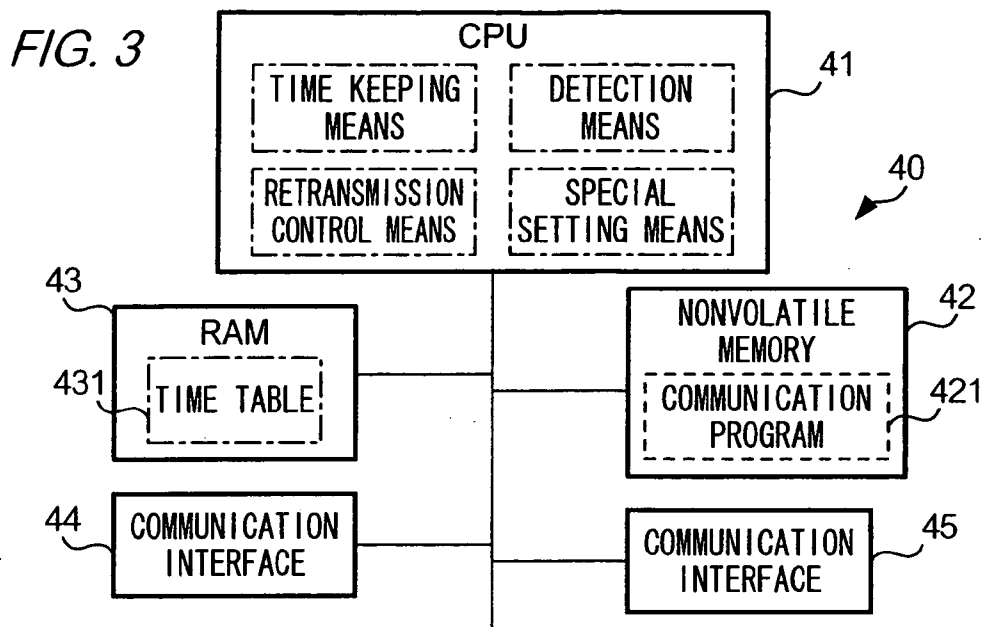 FIG. 3
CPU
41
TIME KEEPING
MEANS
DETECTION
MEANS
RETRANSMISSION
CONTROL MEANS
SPECIAL
SETTING MEANS
40
43
RAM
431
TIME TABLE
42
NONVOLATILE
MEMORY
COMMUNICATION
PROGRAM
421
44
COMMUNICATION
INTERFACE
45
COMMUNICATION
INTERFACE